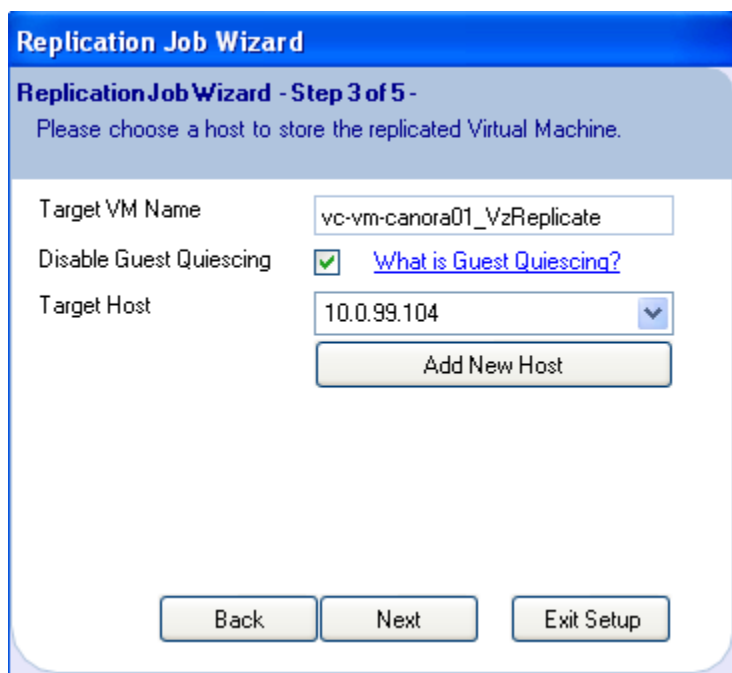 Replication Job Wizard
Replication Job Wizard - Step 3 of 5 -
Please choose a host to store the replicated Virtual Machine.
Target VM Name
vc-vm-canora01_VzReplicate
Disable Guest Quiescing
What is Guest Quiescing?
Target Host
10.0.99.104
Add New Host
Back
Next
Exit Setup